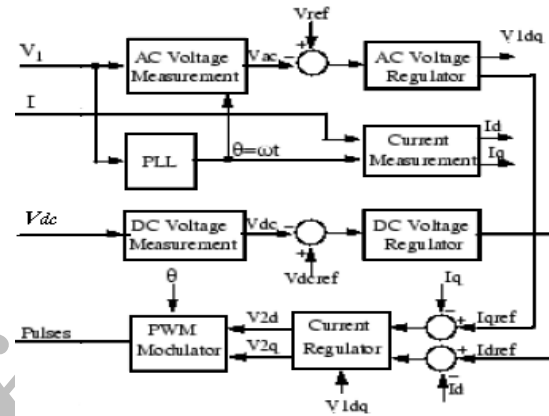 Vref
V1dq
V1
AC Voltage
Measurement
Vac
−
+
AC Voltage
Regulator
I
PLL
θ=ωt
Current
Measurement
Id
Iq
Vdc
DC Voltage
Measurement
Vdc
−
+
Vdcref
DC Voltage
Regulator
θ
Iq
Pulses
PWM
Modulator
V2d
V2q
Current
Regulator
−
+
Iqref
+
Idref
−
Id
V1dq